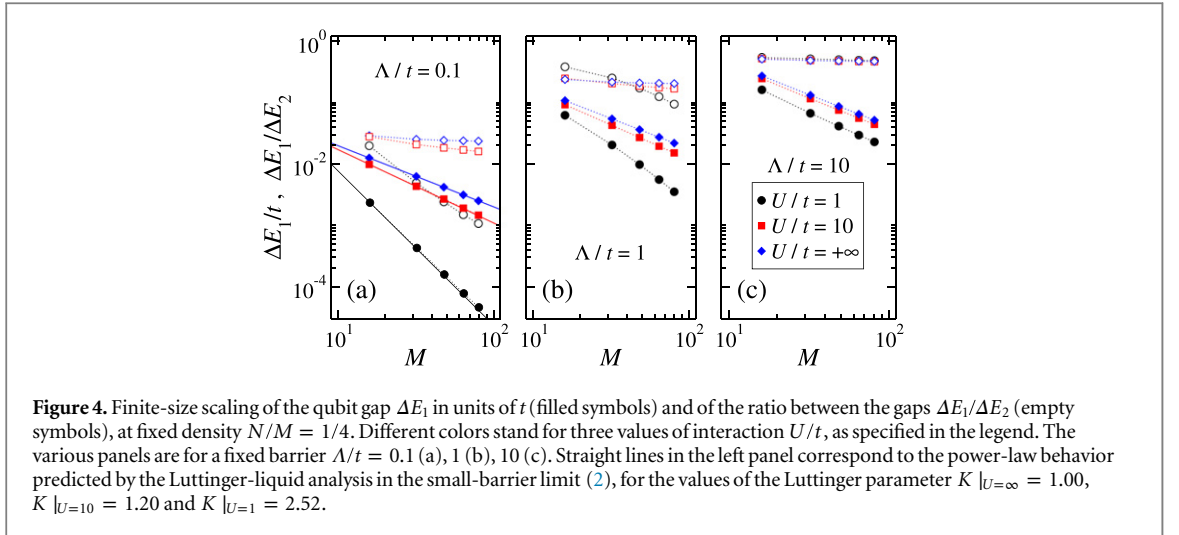 10^0
10^{-2}
10^{-4}
ΔE_1/t , ΔE_1/ΔE_2
Λ / t = 0.1
(a)
10^1
10^2
M
Λ / t = 1
(b)
10^1
10^2
M
Λ / t = 10
U / t = 1
U / t = 10
U / t = +∞
(c)
10^1
10^2
M
Figure 4. Finite-size scaling of the qubit gap ΔE_1 in units of t (filled symbols) and of the ratio between the gaps ΔE_1/ΔE_2 (empty
symbols), at fixed density N/M = 1/4. Different colors stand for three values of interaction U/t, as specified in the legend. The
various panels are for a fixed barrier Λ/t = 0.1 (a), 1 (b), 10 (c). Straight lines in the left panel correspond to the power-law behavior
predicted by the Luttinger-liquid analysis in the small-barrier limit (2), for the values of the Luttinger parameter K |_{U=∞} = 1.00,
K |_{U=10} = 1.20 and K |_{U=1} = 2.52.